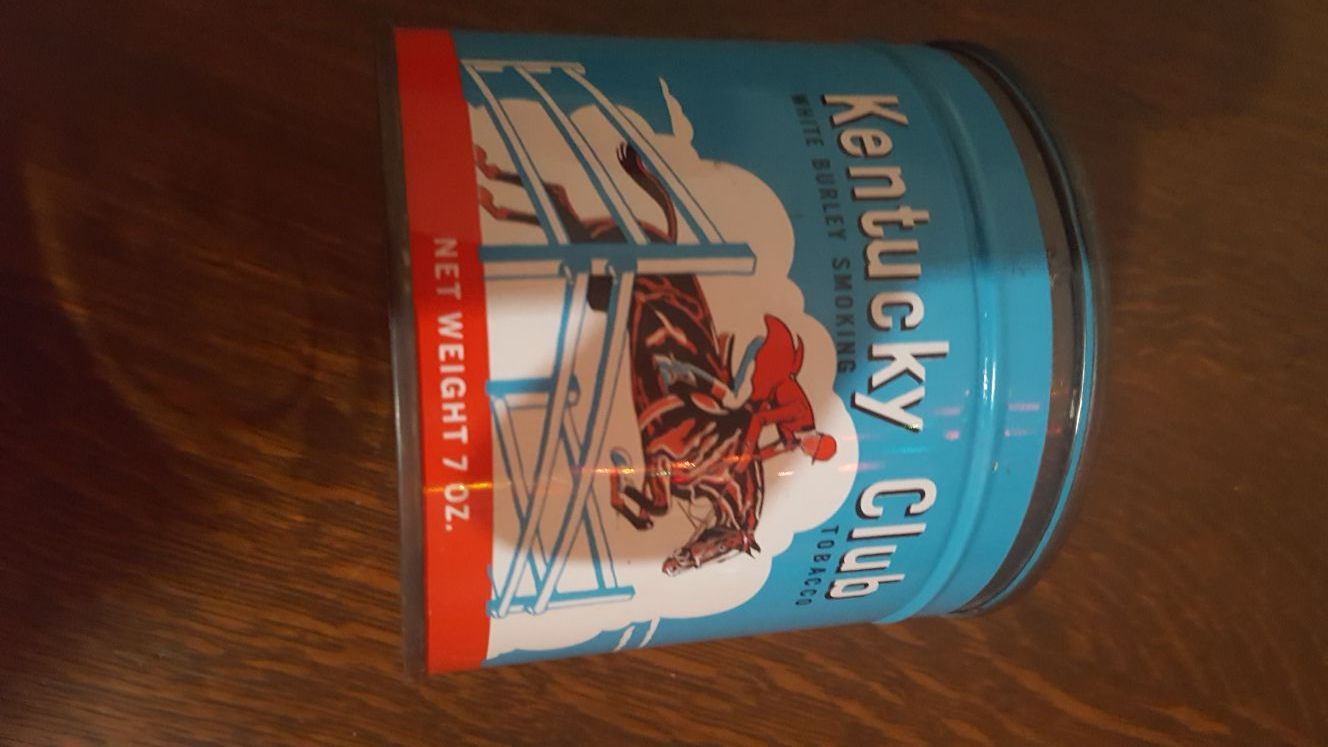 Kentucky Club
WHITE BURLEY SMOKING TOBACCO
NET WEIGHT 7 OZ.